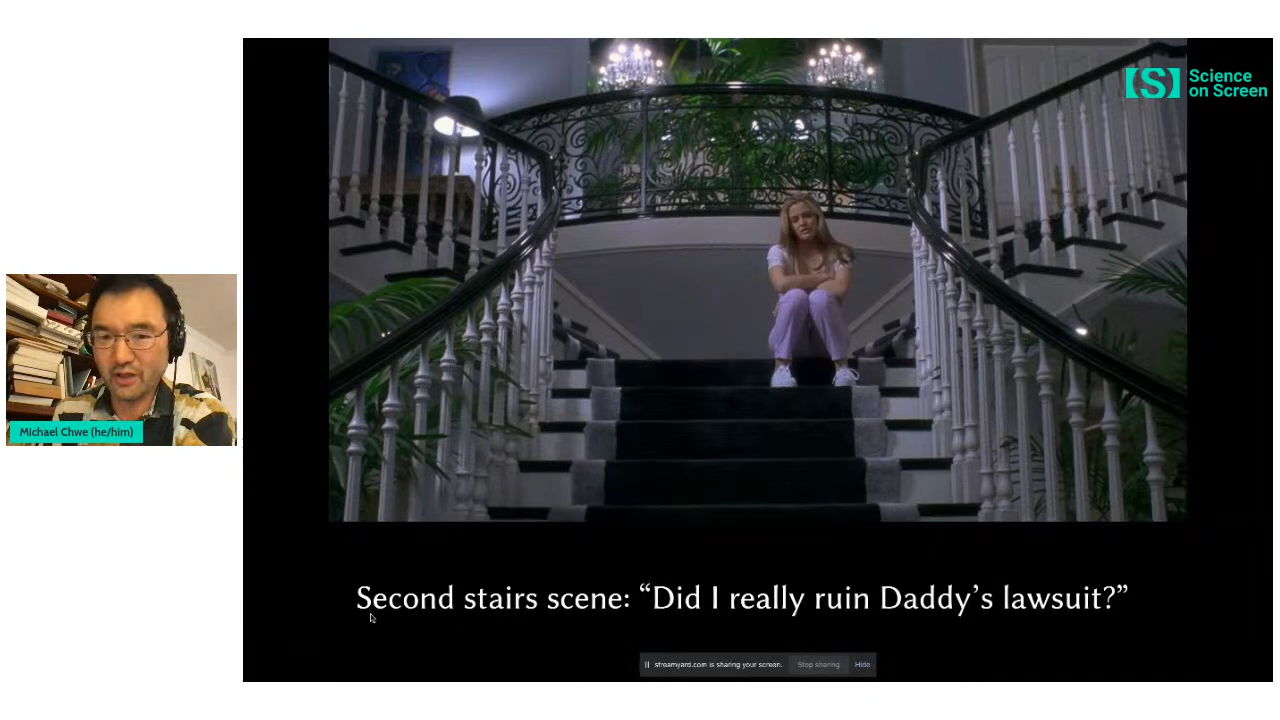 [S] Science
on Screen
Michael Chwe (he/him)
Second stairs scene: “Did I really ruin Daddy’s lawsuit?”
streamyard.com is sharing your screen. Stop sharing Hide